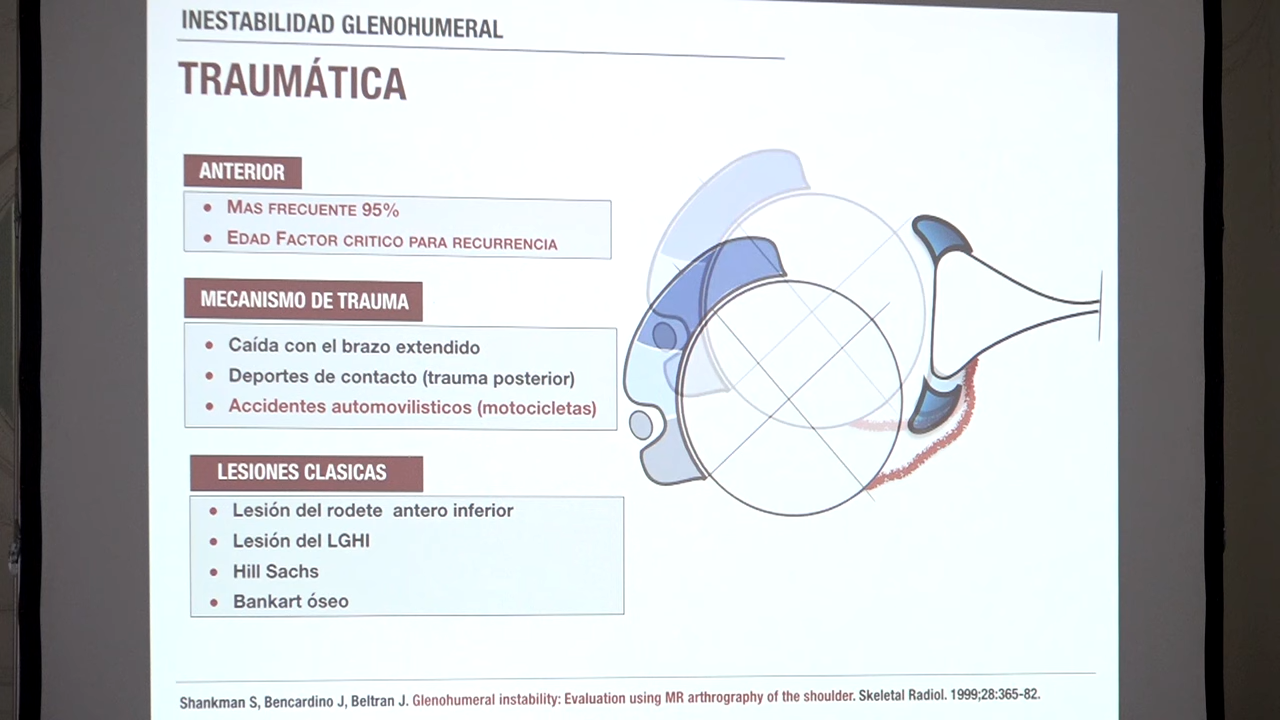 INESTABILIDAD GLENOHUMERAL
TRAUMÁTICA
ANTERIOR
• MAS FRECUENTE 95%
• EDAD FACTOR CRITICO PARA RECURRENCIA
MECANISMO DE TRAUMA
• Caída con el brazo extendido
• Deportes de contacto (trauma posterior)
• Accidentes automovilisticos (motocicletas)
LESIONES CLASICAS
• Lesión del rodete antero inferior
• Lesión del LGHI
• Hill Sachs
• Bankart óseo
Shankman S, Bencardino J, Beltran J. Glenohumeral instability: Evaluation using MR arthrography of the shoulder. Skeletal Radiol. 1999;28:365-82.